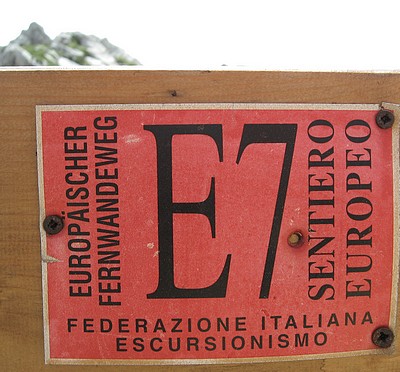 EUROPÄISCHER
FERNWANDEWEG
E7
SENTIERO
EUROPEO
FEDERAZIONE ITALIANA
ESCURSIONISMO